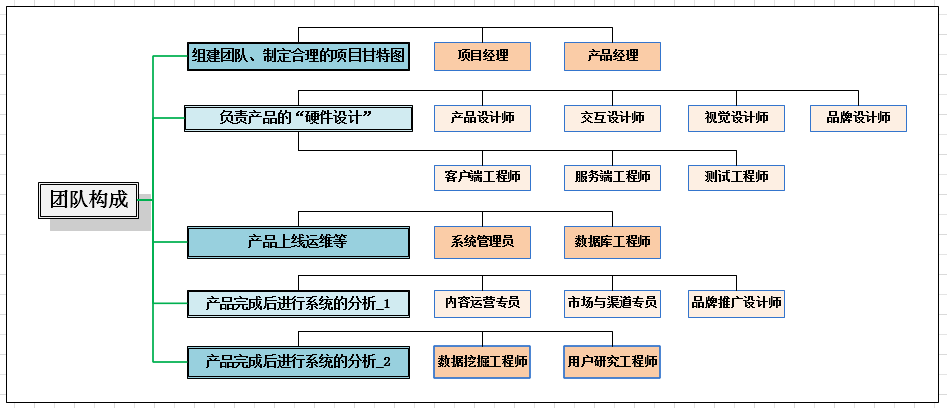 组建团队、制定合理的项目甘特图
项目经理
产品经理
负责产品的“硬件设计”
产品设计师
交互设计师
视觉设计师
品牌设计师
客户端工程师
服务端工程师
测试工程师
团队构成
产品上线运维等
系统管理员
数据库工程师
产品完成后进行系统的分析_1
内容运营专员
市场与渠道专员
品牌推广设计师
产品完成后进行系统的分析_2
数据挖掘工程师
用户研究工程师